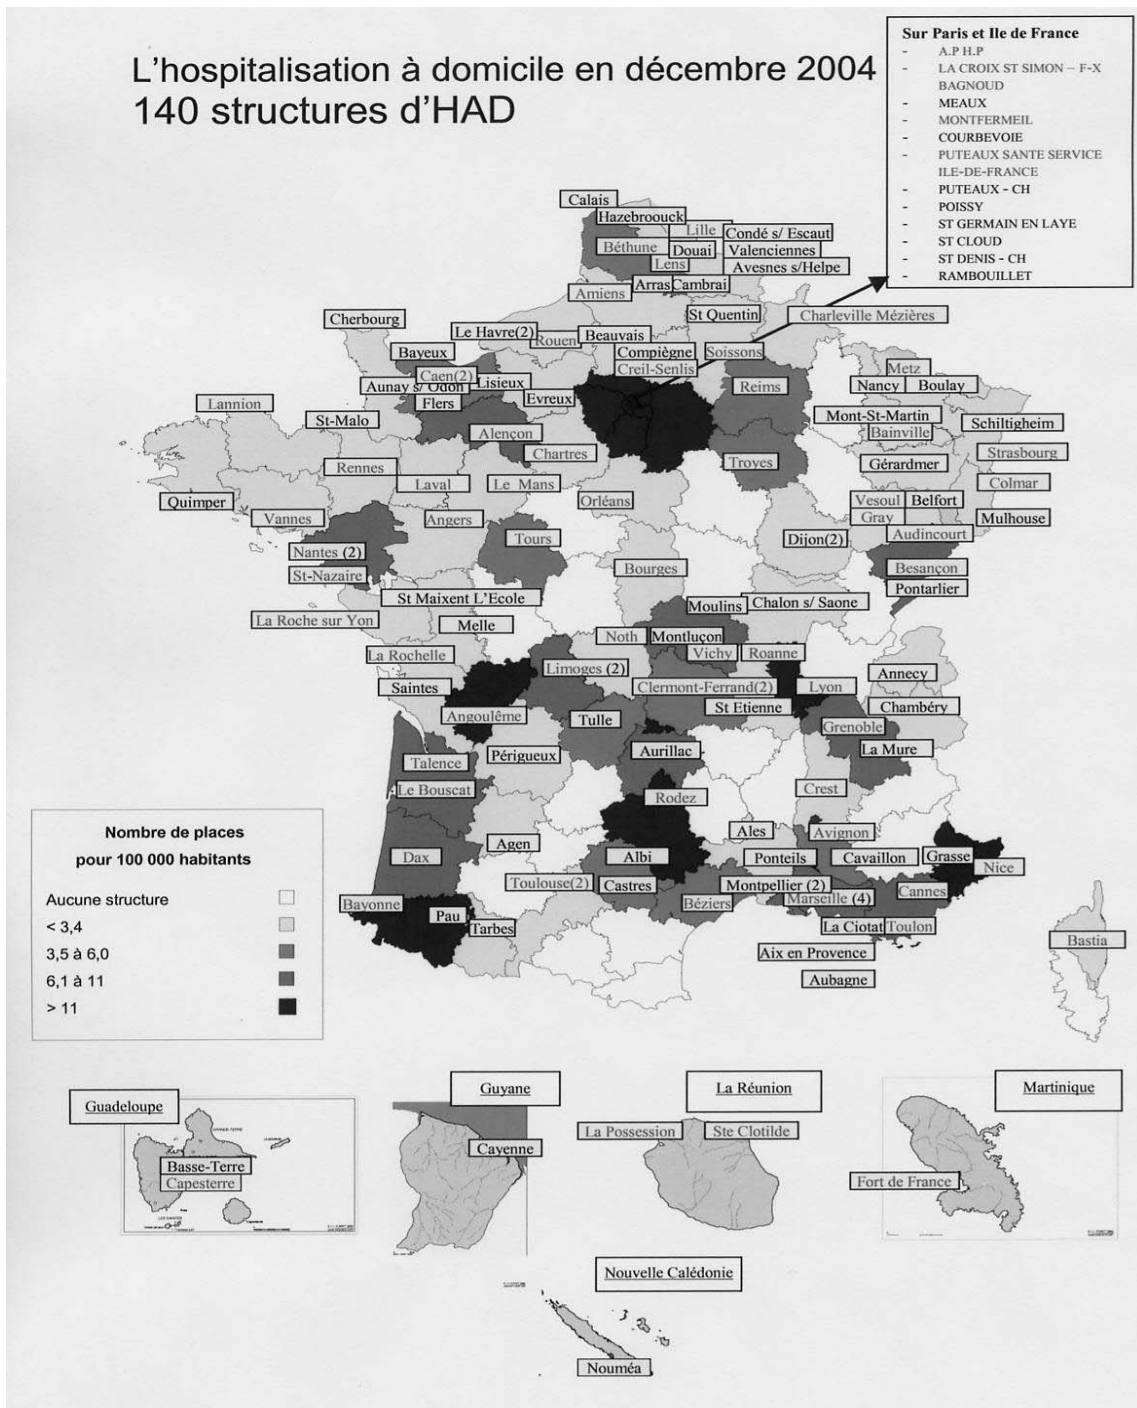 L'hospitalisation à domicile en décembre 2004
140 structures d'HAD
Sur Paris et Ile de France
- A.P H.P
- LA CROIX ST SIMON – F-X
BAGNOUD
- MEAUX
- MONTFERMEIL
- COURBEVOIE
- PUTEAUX SANTE SERVICE
ILE-DE-FRANCE
- PUTEAUX - CH
- POISSY
- ST GERMAIN EN LAYE
- ST CLOUD
- ST DENIS - CH
- RAMBOUILLET
Calais
Hazebroouck
Lille
Condé s/ Escaut
Béthune
Douai
Valenciennes
Lens
Avesnes s/Helpe
Arras
Cambrai
Amiens
Cherbourg
St Quentin
Charleville Mézières
Le Havre(2)
Rouen
Beauvais
Bayeux
Compiègne
Soissons
Caen(2)
Creil-Senlis
Metz
Aunay s/ Odon
Lisieux
Reims
Nancy
Boulay
Lannion
Flers
Evreux
St-Malo
Mont-St-Martin
Schiltigheim
Alençon
Bainville
Chartres
Strasbourg
Rennes
Troyes
Gérardmer
Laval
Le Mans
Colmar
Quimper
Orléans
Vesoul
Belfort
Vannes
Angers
Gray
Mulhouse
Tours
Dijon(2)
Audincourt
Nantes (2)
Besançon
St-Nazaire
Bourges
Pontarlier
St Maixent L'Ecole
Moulins
Chalon s/ Saone
La Roche sur Yon
Melle
Noth
Montluçon
La Rochelle
Vichy
Roanne
Limoges (2)
Annecy
Saintes
Clermont-Ferrand(2)
Lyon
Angoulême
St Etienne
Chambéry
Tulle
Grenoble
Périgueux
Aurillac
La Mure
Talence
Le Bouscat
Rodez
Crest
Ales
Avignon
Agen
Dax
Albi
Ponteils
Cavaillon
Grasse
Nice
Toulouse(2)
Castres
Montpellier (2)
Cannes
Bayonne
Béziers
Marseille (4)
Pau
Tarbes
La Ciotat
Toulon
Bastia
Aix en Provence
Aubagne
Nombre de places
pour 100 000 habitants
Aucune structure
< 3,4
3,5 à 6,0
6,1 à 11
> 11
Guadeloupe
Basse-Terre
Capesterre
Guyane
Cayenne
La Réunion
La Possession
Ste Clotilde
Martinique
Fort de France
Nouvelle Calédonie
Nouméa